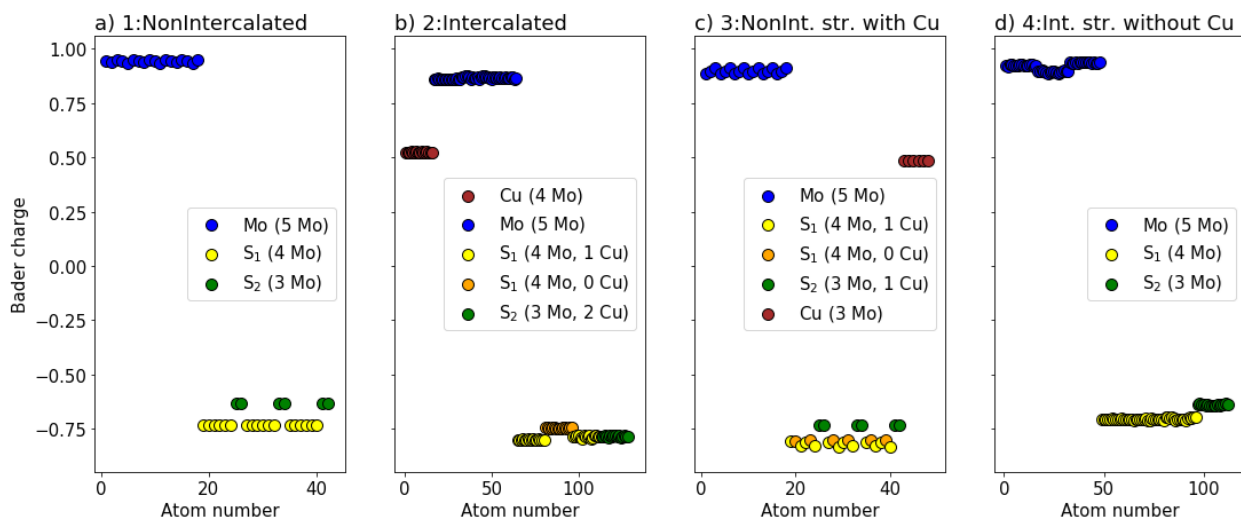 a) 1:NonIntercalated
b) 2:Intercalated
c) 3:NonInt. str. with Cu
d) 4:Int. str. without Cu
Bader charge
1.00
0.75
0.50
0.25
0.00
−0.25
−0.50
−0.75
Mo (5 Mo)
S₁ (4 Mo)
S₂ (3 Mo)
0
20
40
Atom number
Cu (4 Mo)
Mo (5 Mo)
S₁ (4 Mo, 1 Cu)
S₁ (4 Mo, 0 Cu)
S₂ (3 Mo, 2 Cu)
0
50
100
Atom number
Mo (5 Mo)
S₁ (4 Mo, 1 Cu)
S₁ (4 Mo, 0 Cu)
S₂ (3 Mo, 1 Cu)
Cu (3 Mo)
0
20
40
Atom number
Mo (5 Mo)
S₁ (4 Mo)
S₂ (3 Mo)
0
50
100
Atom number